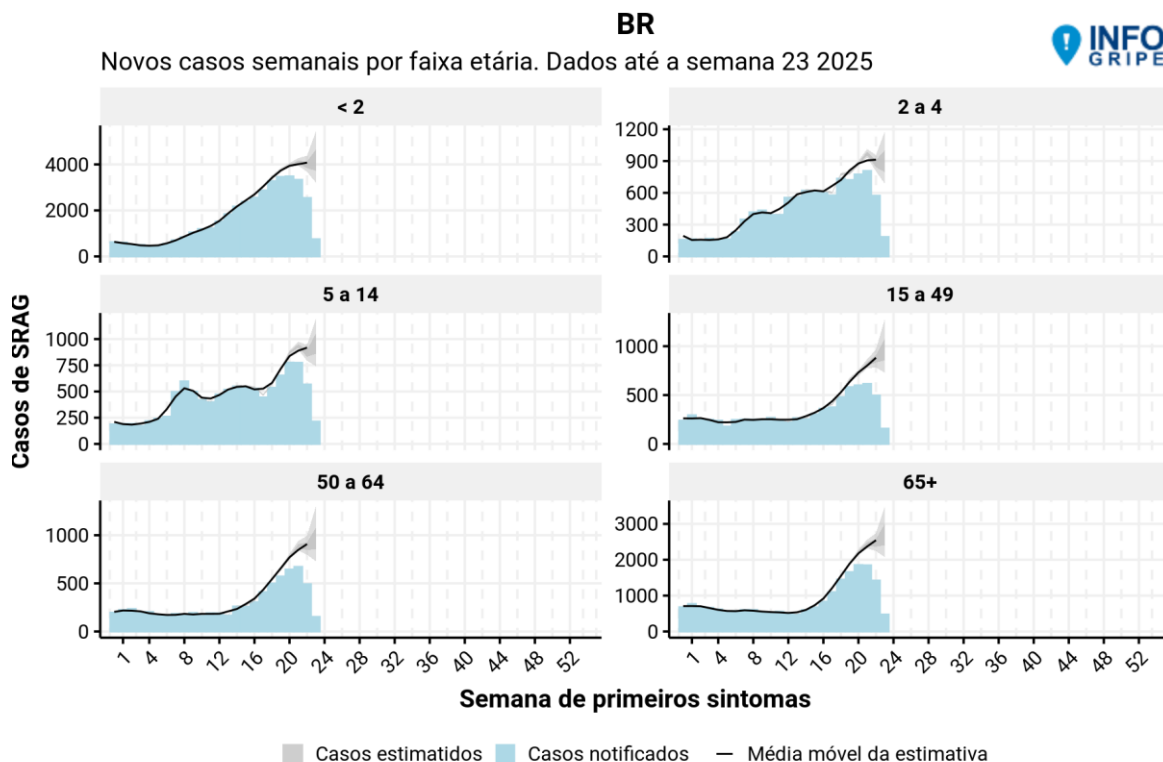 BR
INFO
GRIPE
Novos casos semanais por faixa etária. Dados até a semana 23 2025
< 2
2 a 4
4000
2000
0
1200
900
600
300
0
5 a 14
15 a 49
1000
750
500
250
0
1000
500
0
50 a 64
65+
1000
500
0
3000
2000
1000
0
Casos de SRAG
1 4 8 12 16 20 24 28 32 36 40 44 48 52
1 4 8 12 16 20 24 28 32 36 40 44 48 52
Semana de primeiros sintomas
Casos estimatidos Casos notificados Média móvel da estimativa